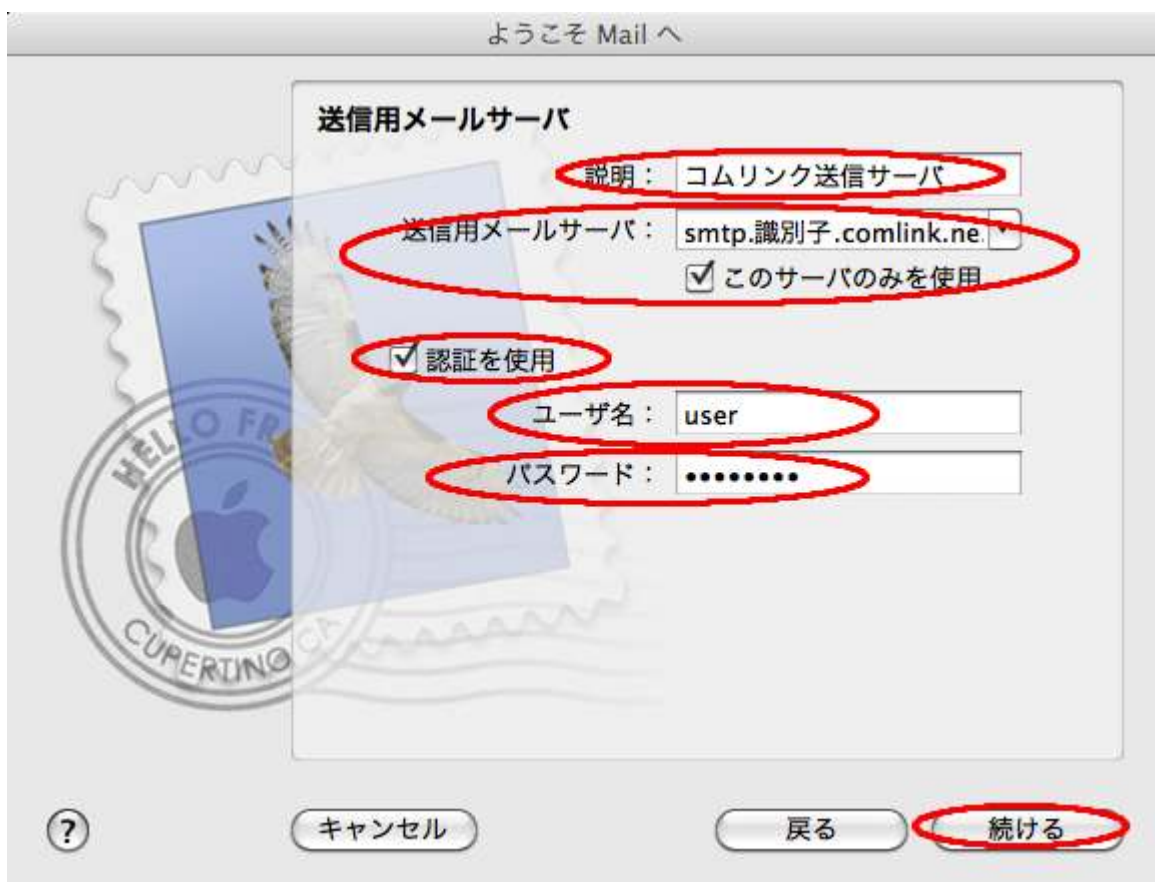 ようこそ Mail へ
送信用メールサーバ
説明： コムリンク送信サーバ
送信用メールサーバ： smtp.識別子.comlink.ne.
このサーバのみを使用
認証を使用
ユーザ名： user
パスワード： ••••••••
HELLO FR
CUPERTINO CA
? キャンセル 戻る 続ける